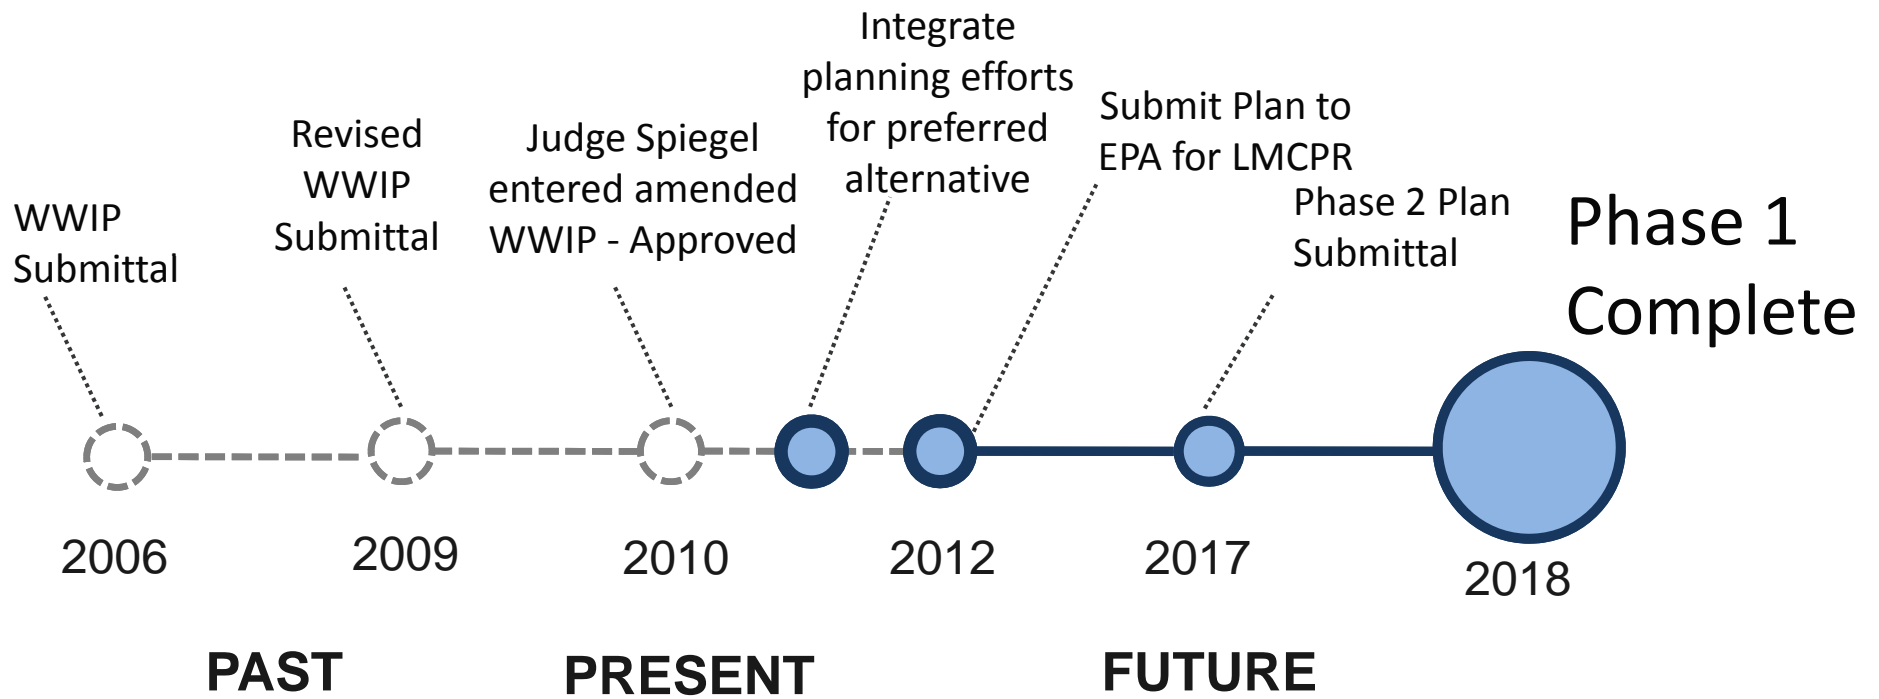 WWIP
Submittal
Revised
WWIP
Submittal
Judge Spiegel
entered amended
WWIP - Approved
Integrate
planning efforts
for preferred
alternative
Submit Plan to
EPA for LMCPR
Phase 2 Plan
Submittal
Phase 1
Complete
2006
2009
2010
2012
2017
2018
PAST
PRESENT
FUTURE